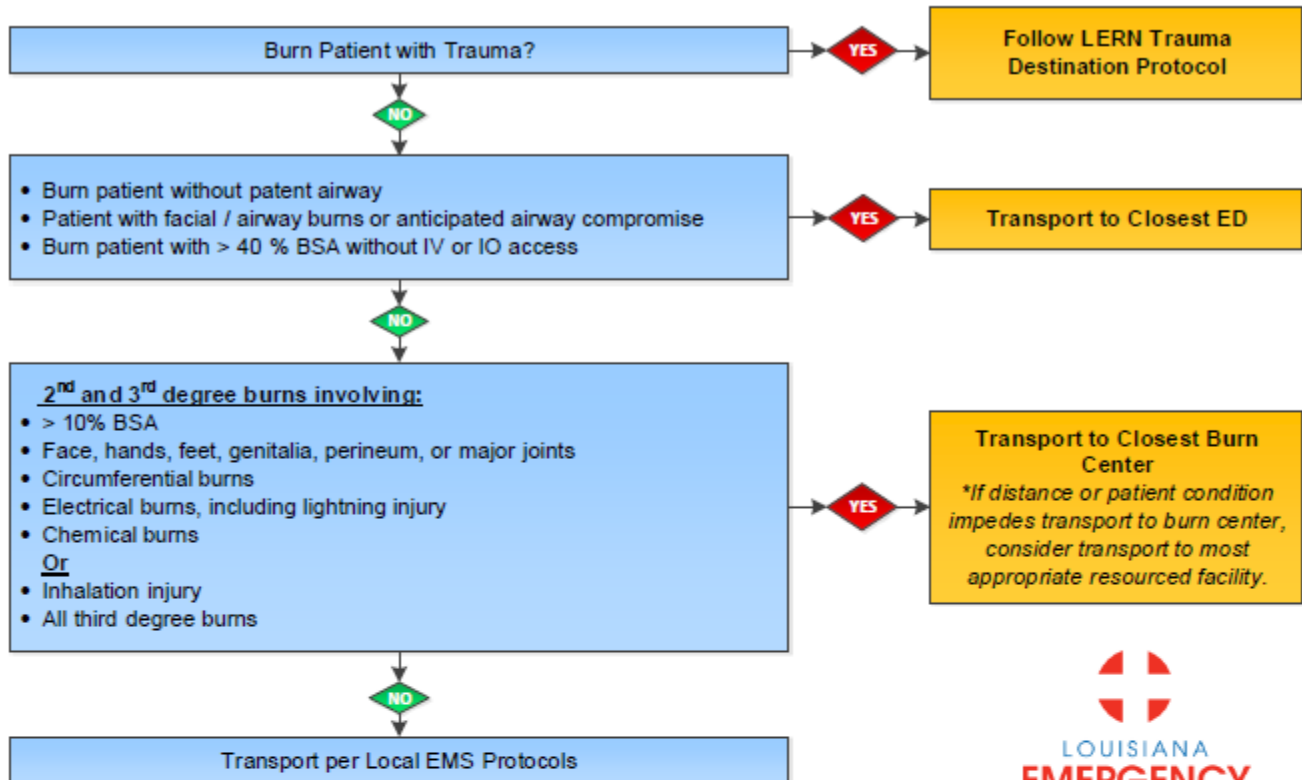 Burn Patient with Trauma?
YES
Follow LERN Trauma
Destination Protocol
NO
• Burn patient without patent airway
• Patient with facial / airway burns or anticipated airway compromise
• Burn patient with > 40 % BSA without IV or IO access
YES
Transport to Closest ED
NO
2nd and 3rd degree burns involving:
• > 10% BSA
• Face, hands, feet, genitalia, perineum, or major joints
• Circumferential burns
• Electrical burns, including lightning injury
• Chemical burns
Or
• Inhalation injury
• All third degree burns
YES
Transport to Closest Burn
Center
*If distance or patient condition
impedes transport to burn center,
consider transport to most
appropriate resourced facility.
NO
Transport per Local EMS Protocols
LOUISIANA
EMERGENCY